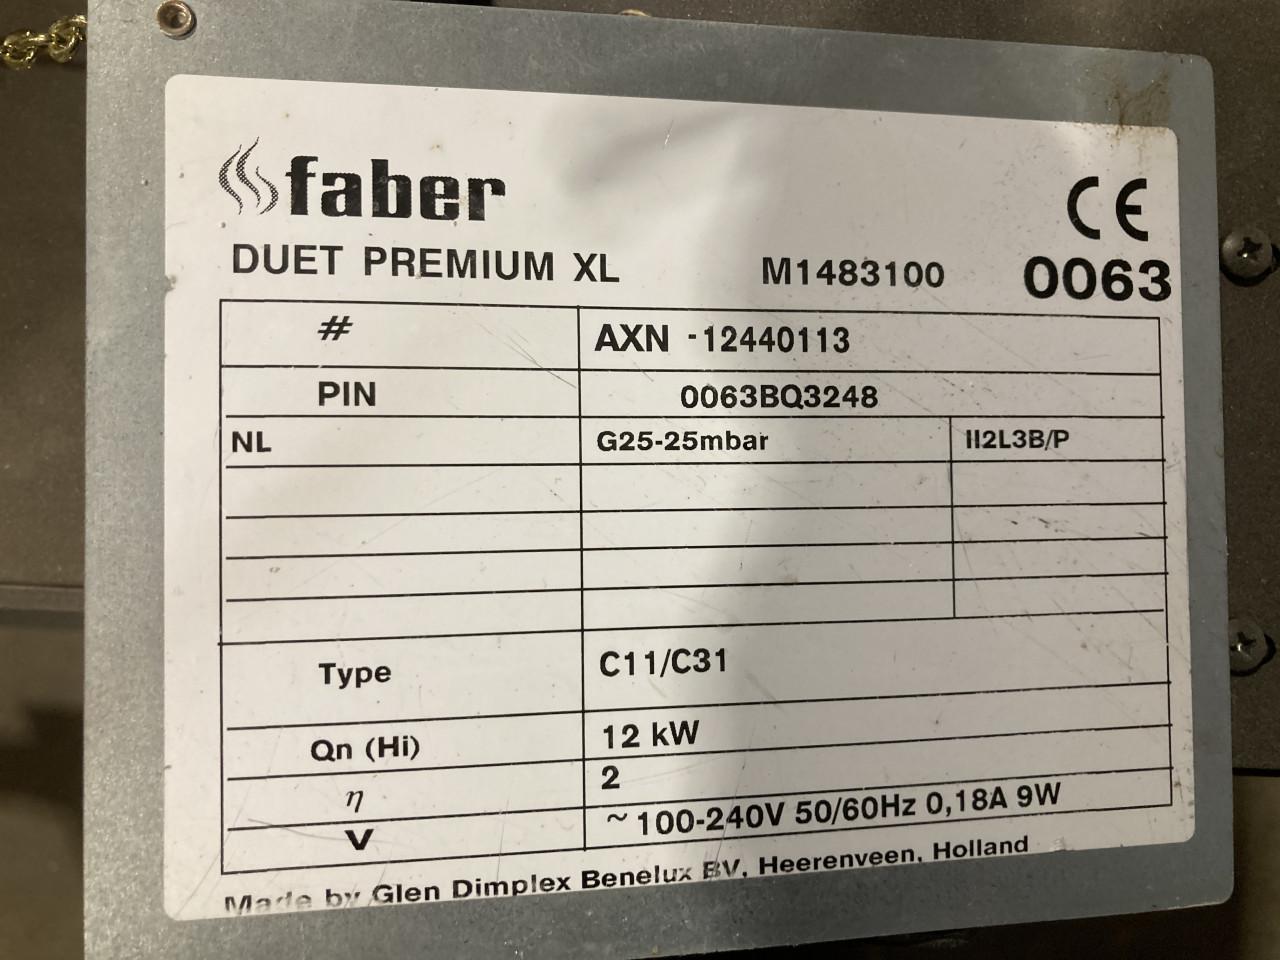 faber
CE
DUET PREMIUM XL M1483100 0063
# AXN -12440113
PIN 0063BQ3248
NL G25-25mbar II2L3B/P
Type C11/C31
Qn (Hi) 12 kW
η 2
V ~ 100-240V 50/60Hz 0,18A 9W
Made by Glen Dimplex Benelux BV, Heerenveen, Holland